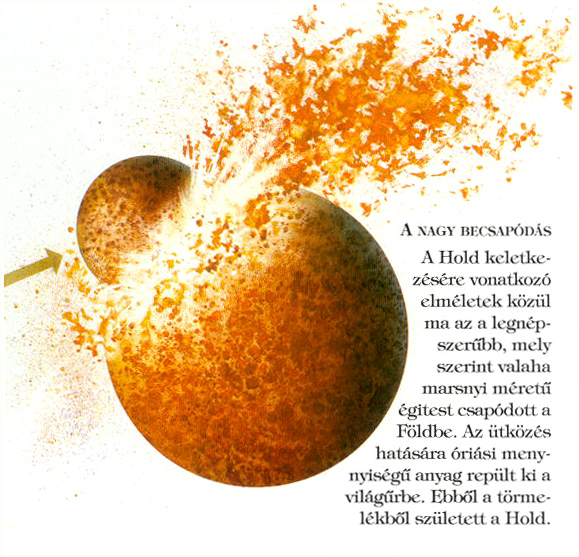 A NAGY BECSAPÓDÁS
A Hold keletke-
zésére vonatkozó
elméletek közül
ma az a legnép-
szerűbb, mely
szerint valaha
marsnyi méretű
égitest csapódott a
Földbe. Az ütközés
hatására óriási meny-
nyiségű anyag repült ki a
világűrbe. Ebből a törme-
lékből született a Hold.